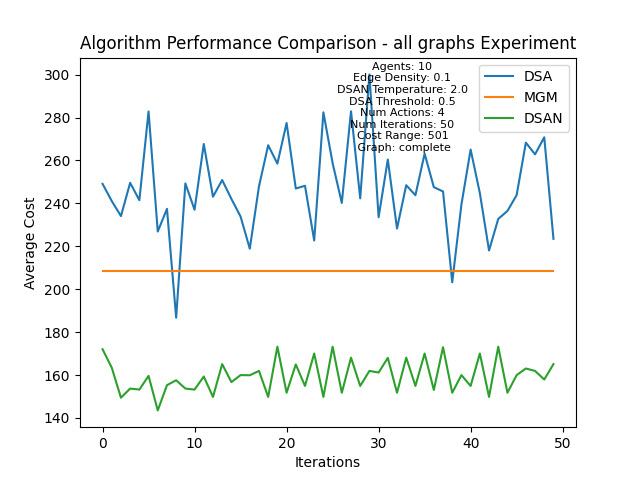 Algorithm Performance Comparison - all graphs Experiment
Agents: 10
Edge Density: 0.1
DSAN Temperature: 2.0
DSA Threshold: 0.5
Num Actions: 4
Num Iterations: 50
Cost Range: 501
Graph: complete
DSA
MGM
DSAN
Average Cost
300
280
260
240
220
200
180
160
140
0
10
20
30
40
50
Iterations